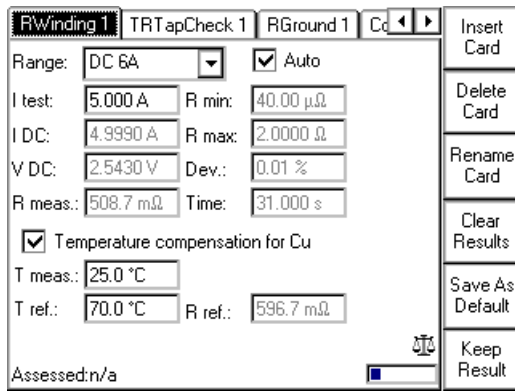 RWinding 1 TRTapCheck 1 RGround 1 Co
Range: DC 6A Auto
I test: 5.000 A R min: 40.00 µΩ
I DC: 4.9990 A R max: 2.0000 Ω
V DC: 2.5430 V Dev.: 0.01 %
R meas.: 508.7 mΩ Time: 31.000 s
Temperature compensation for Cu
T meas.: 25.0 °C
T ref.: 70.0 °C R ref.: 596.7 mΩ
Assessed:n/a
Insert
Card
Delete
Card
Rename
Card
Clear
Results
Save As
Default
Keep
Result